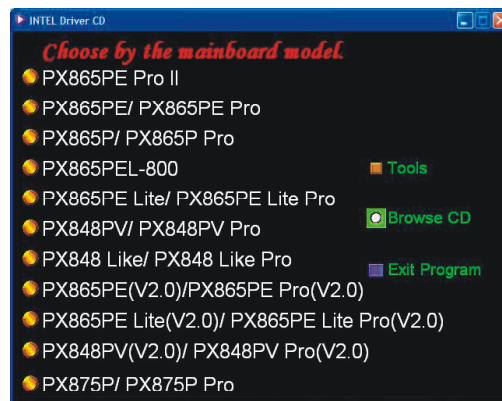 INTEL Driver CD
Choose by the mainboard model.
PX865PE Pro II
PX865PE/ PX865PE Pro
PX865P/ PX865P Pro
PX865PEL-800
PX865PE Lite/ PX865PE Lite Pro
PX848PV/ PX848PV Pro
PX848 Like/ PX848 Like Pro
PX865PE(V2.0)/PX865PE Pro(V2.0)
PX865PE Lite(V2.0)/ PX865PE Lite Pro(V2.0)
PX848PV(V2.0)/ PX848PV Pro(V2.0)
PX875P/ PX875P Pro
Tools
Browse CD
Exit Program